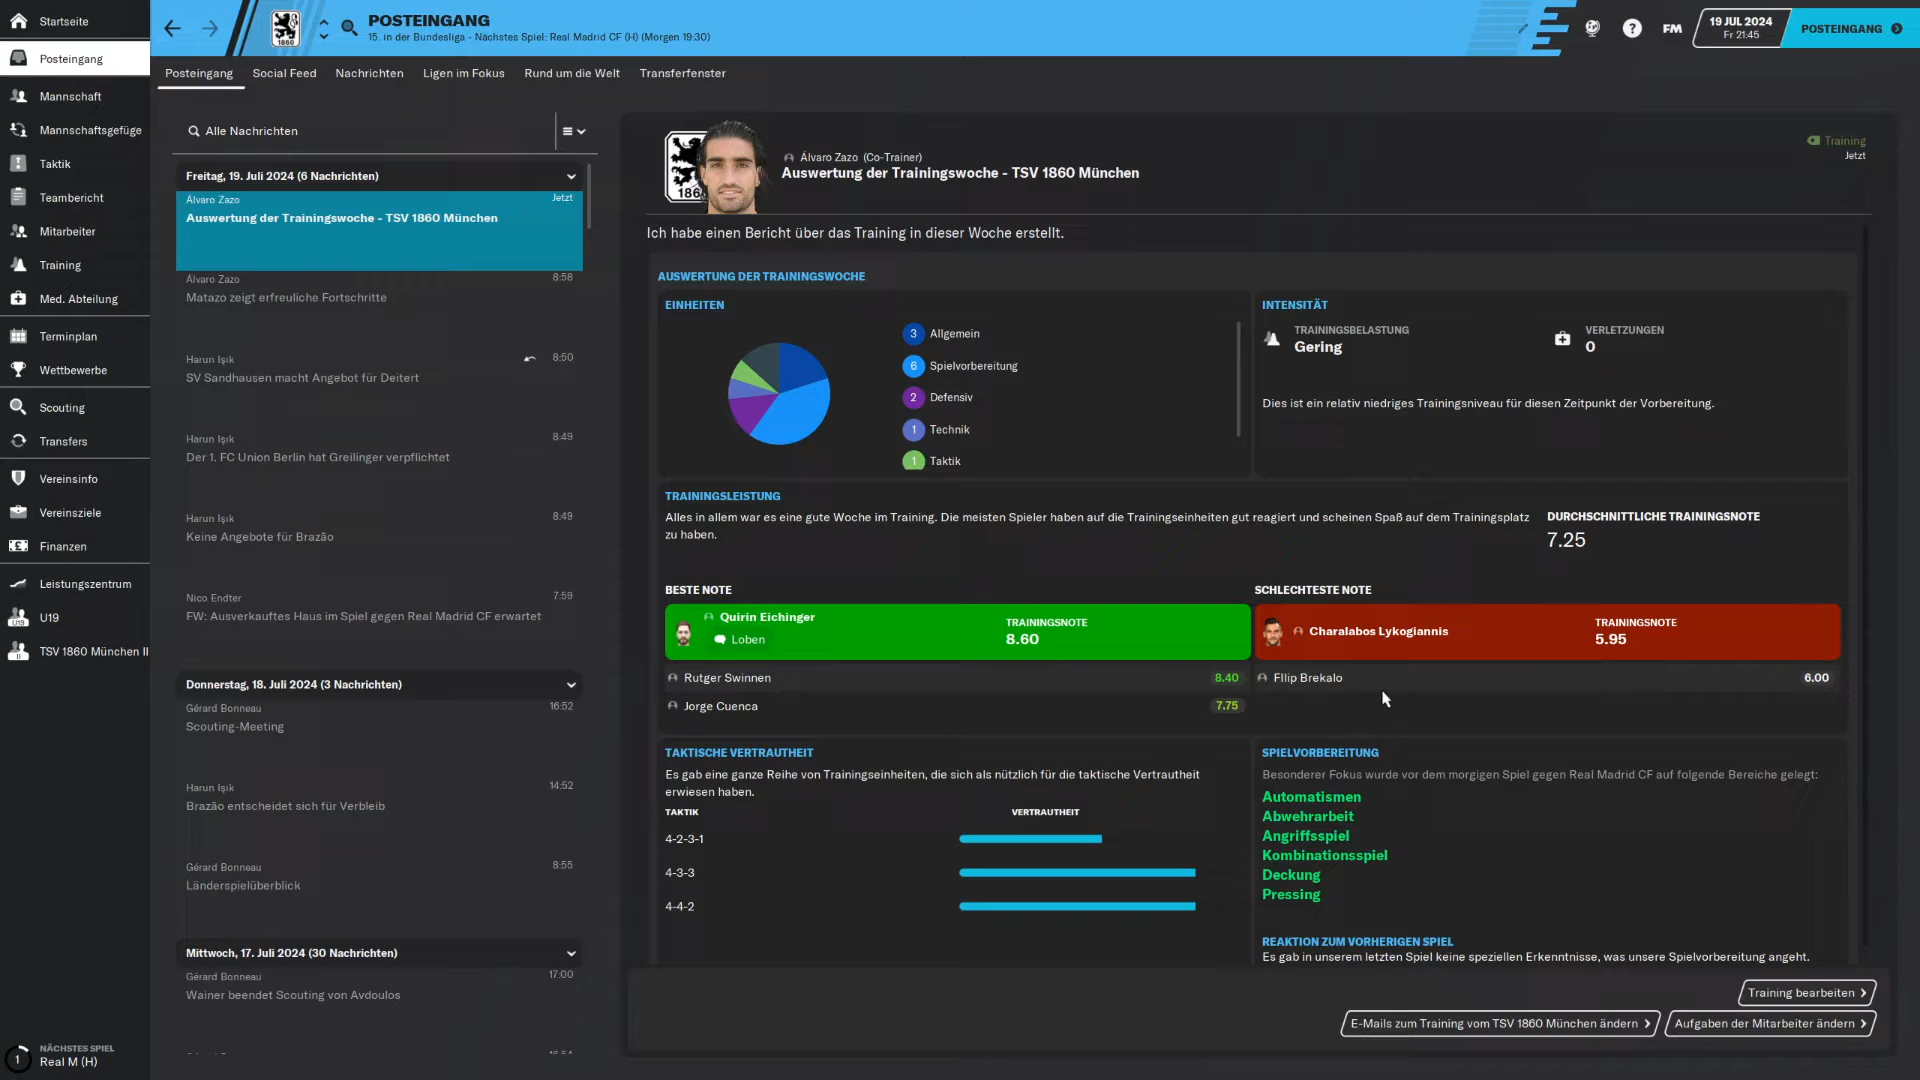 Startseite
Posteingang
Mannschaft
Mannschaftsgefüge
Taktik
Teambericht
Mitarbeiter
Training
Med. Abteilung
Terminplan
Wettbewerbe
Scouting
Transfers
Vereinsinfo
Vereinsziele
Finanzen
Leistungszentrum
U19
TSV 1860 München II
NÄCHSTES SPIEL
1
Real M (H)
1860
POSTEINGANG
15. in der Bundesliga - Nächstes Spiel: Real Madrid CF (H) (Morgen 19:30)
?
FM
19 JUL 2024
Fr 21:45
POSTEINGANG
Posteingang
Social Feed
Nachrichten
Ligen im Fokus
Rund um die Welt
Transferfenster
Alle Nachrichten
Freitag, 19. Juli 2024 (6 Nachrichten)
Álvaro Zazo Jetzt
Auswertung der Trainingswoche - TSV 1860 München
Álvaro Zazo 8:58
Matazo zeigt erfreuliche Fortschritte
Harun Işık 8:50
SV Sandhausen macht Angebot für Deitert
Harun Işık 8:49
Der 1. FC Union Berlin hat Greilinger verpflichtet
Harun Işık 8:49
Keine Angebote für Brazão
Nico Endter 7:59
FW: Ausverkauftes Haus im Spiel gegen Real Madrid CF erwartet
Donnerstag, 18. Juli 2024 (3 Nachrichten)
Gérard Bonneau 16:52
Scouting-Meeting
Harun Işık 14:52
Brazão entscheidet sich für Verbleib
Gérard Bonneau 8:55
Länderspielüberblick
Mittwoch, 17. Juli 2024 (30 Nachrichten)
Gérard Bonneau 17:00
Wainer beendet Scouting von Avdoulos
186
Álvaro Zazo (Co-Trainer)
Auswertung der Trainingswoche - TSV 1860 München
Training
Jetzt
Ich habe einen Bericht über das Training in dieser Woche erstellt.
AUSWERTUNG DER TRAININGSWOCHE
EINHEITEN
3 Allgemein
6 Spielvorbereitung
2 Defensiv
1 Technik
1 Taktik
INTENSITÄT
TRAININGSBELASTUNG
Gering
VERLETZUNGEN
0
Dies ist ein relativ niedriges Trainingsniveau für diesen Zeitpunkt der Vorbereitung.
TRAININGSLEISTUNG
Alles in allem war es eine gute Woche im Training. Die meisten Spieler haben auf die Trainingseinheiten gut reagiert und scheinen Spaß auf dem Trainingsplatz
zu haben.
DURCHSCHNITTLICHE TRAININGSNOTE
7.25
BESTE NOTE
Quirin Eichinger
Loben
TRAININGSNOTE
8.60
Rutger Swinnen 8.40
Jorge Cuenca 7.75
SCHLECHTESTE NOTE
Charalabos Lykogiannis
TRAININGSNOTE
5.95
FIlip Brekalo 6.00
TAKTISCHE VERTRAUTHEIT
Es gab eine ganze Reihe von Trainingseinheiten, die sich als nützlich für die taktische Vertrautheit
erwiesen haben.
TAKTIK VERTRAUTHEIT
4-2-3-1
4-3-3
4-4-2
SPIELVORBEREITUNG
Besonderer Fokus wurde vor dem morgigen Spiel gegen Real Madrid CF auf folgende Bereiche gelegt:
Automatismen
Abwehrarbeit
Angriffsspiel
Kombinationsspiel
Deckung
Pressing
REAKTION ZUM VORHERIGEN SPIEL
Es gab in unserem letzten Spiel keine speziellen Erkenntnisse, was unsere Spielvorbereitung angeht.
Training bearbeiten
E-Mails zum Training vom TSV 1860 München ändern
Aufgaben der Mitarbeiter ändern